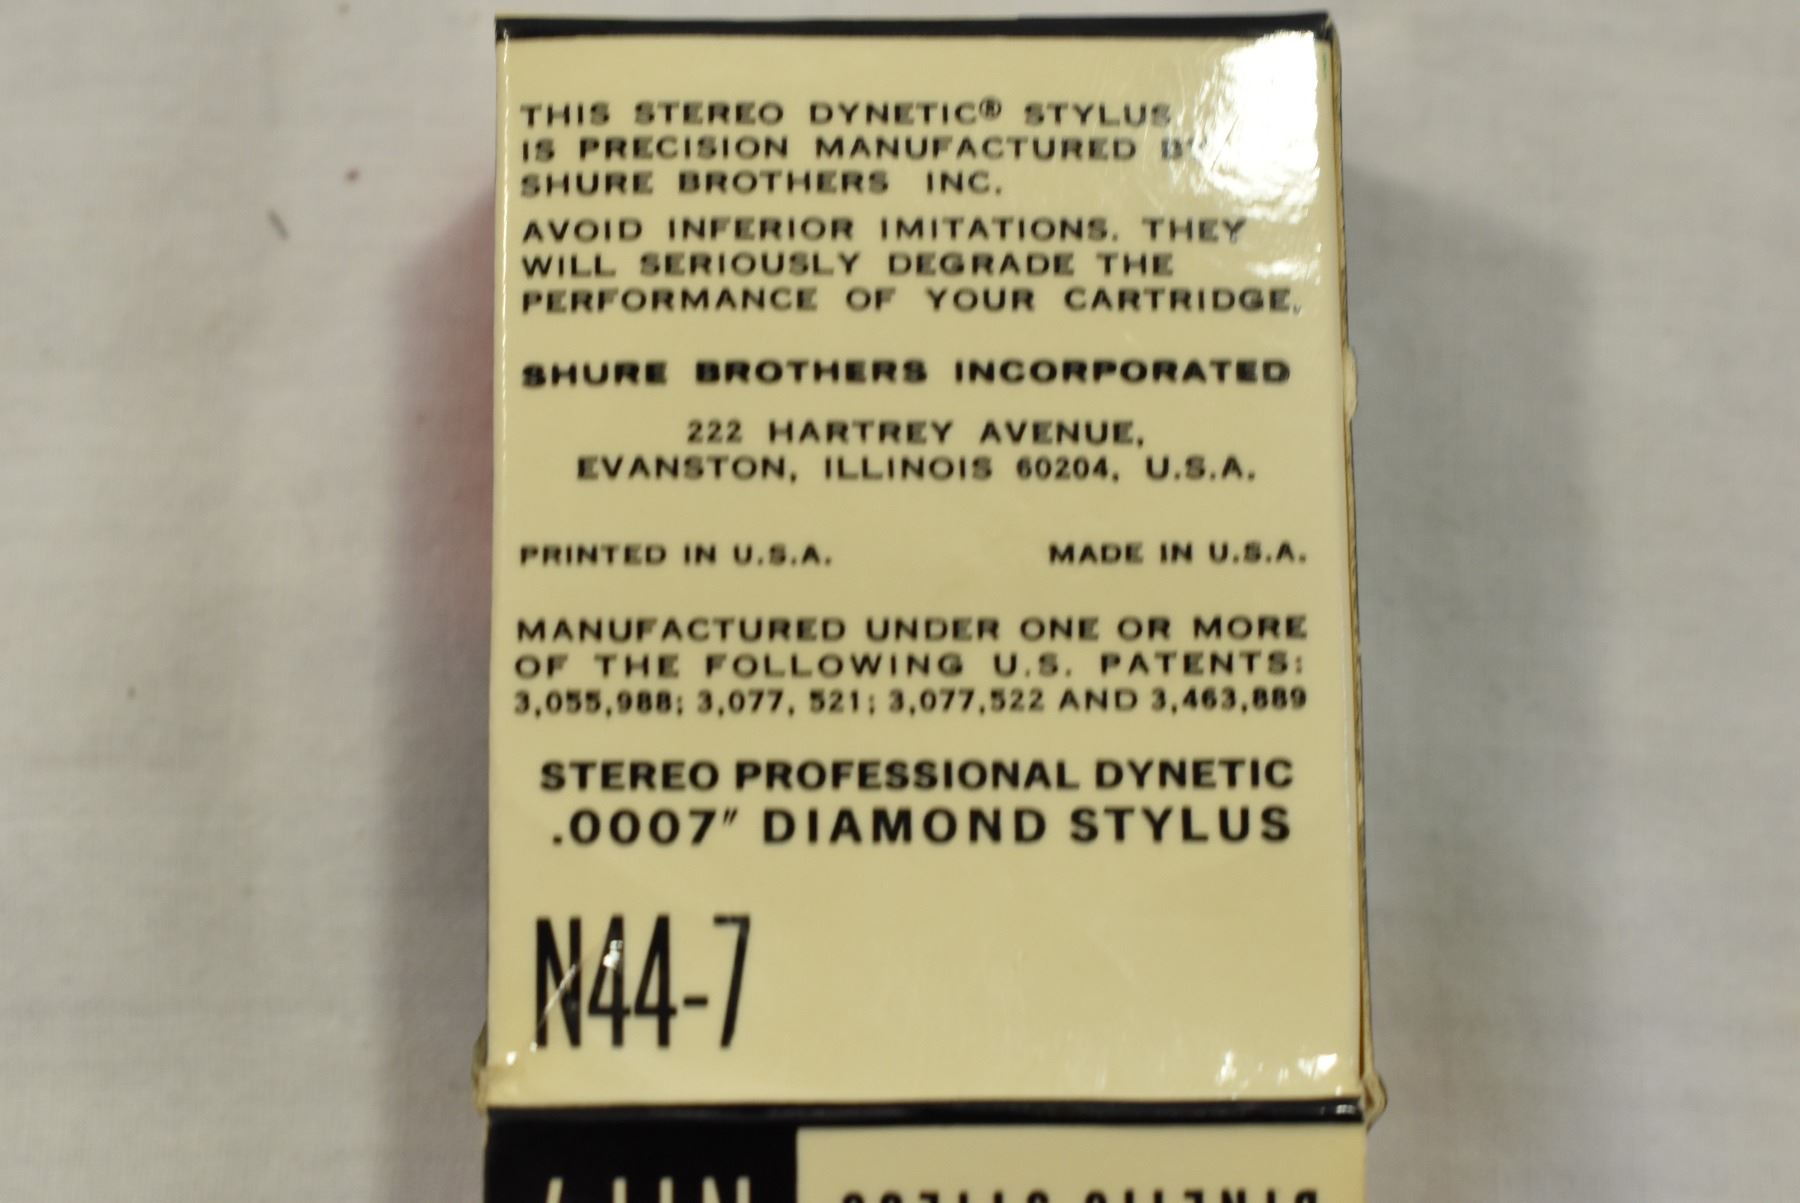 THIS STEREO DYNETIC® STYLUS
IS PRECISION MANUFACTURED BY
SHURE BROTHERS INC.
AVOID INFERIOR IMITATIONS. THEY
WILL SERIOUSLY DEGRADE THE
PERFORMANCE OF YOUR CARTRIDGE.
SHURE BROTHERS INCORPORATED
222 HARTREY AVENUE,
EVANSTON, ILLINOIS 60204, U.S.A.
PRINTED IN U.S.A. MADE IN U.S.A.
MANUFACTURED UNDER ONE OR MORE
OF THE FOLLOWING U.S. PATENTS:
3,055,988; 3,077, 521; 3,077,522 AND 3,463,889
STEREO PROFESSIONAL DYNETIC
.0007" DIAMOND STYLUS
N44-7